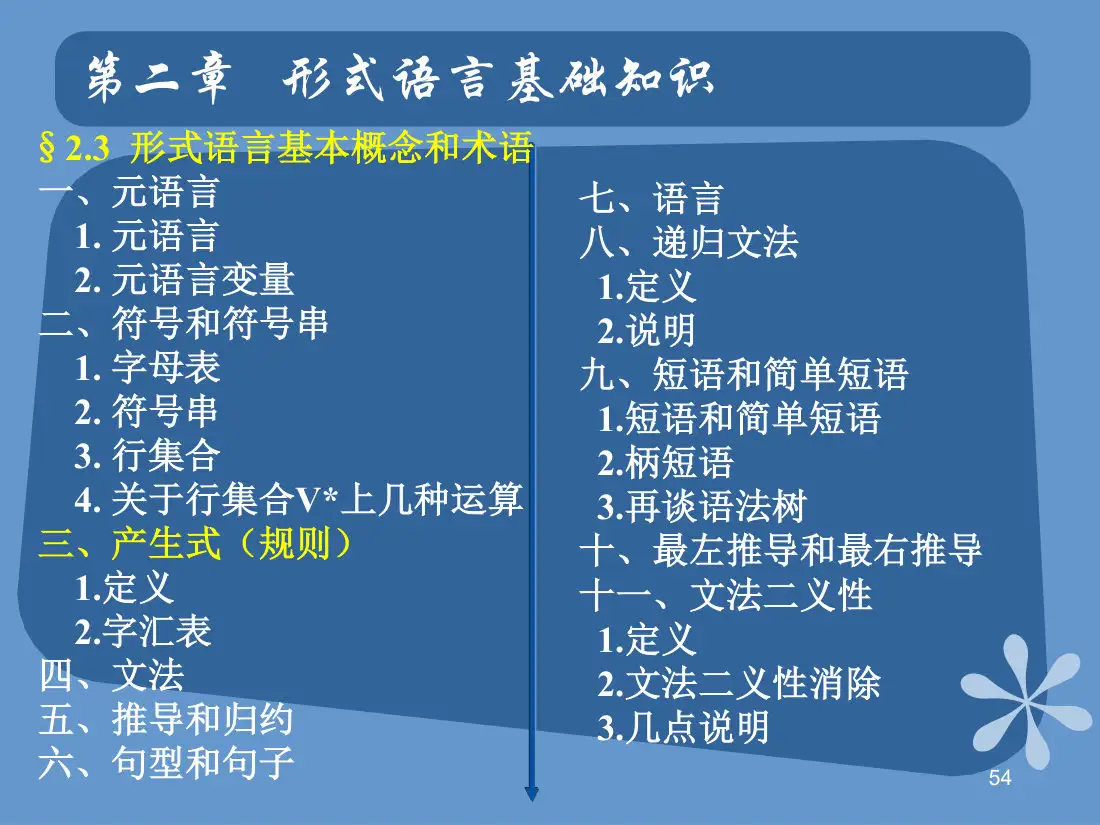 第二章 形式语言基础知识
§2.3 形式语言基本概念和术语
一、元语言
1. 元语言
2. 元语言变量
二、符号和符号串
1. 字母表
2. 符号串
3. 行集合
4. 关于行集合V*上几种运算
三、产生式（规则）
1.定义
2.字汇表
四、文法
五、推导和归约
六、句型和句子
七、语言
八、递归文法
1.定义
2.说明
九、短语和简单短语
1.短语和简单短语
2.柄短语
3.再谈语法树
十、最左推导和最右推导
十一、文法二义性
1.定义
2.文法二义性消除
3.几点说明
54